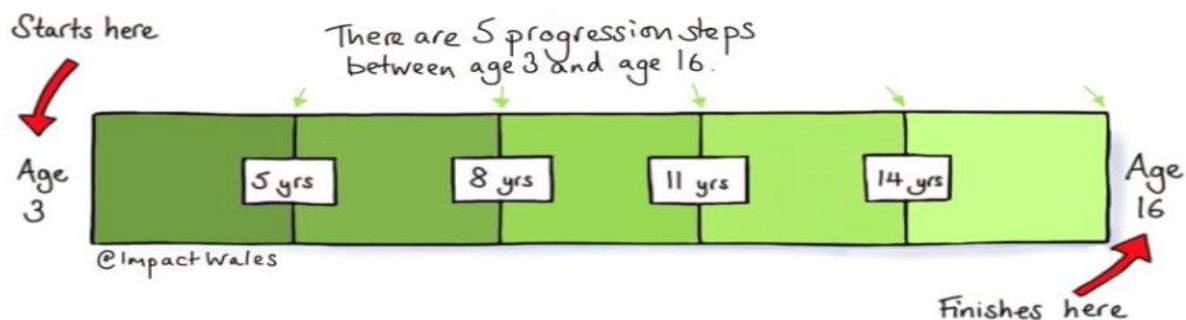 Starts here
There are 5 progression steps
between age 3 and age 16.
Age
3
5 yrs
8 yrs
11 yrs
14 yrs
Age
16
@ImpactWales
Finishes here